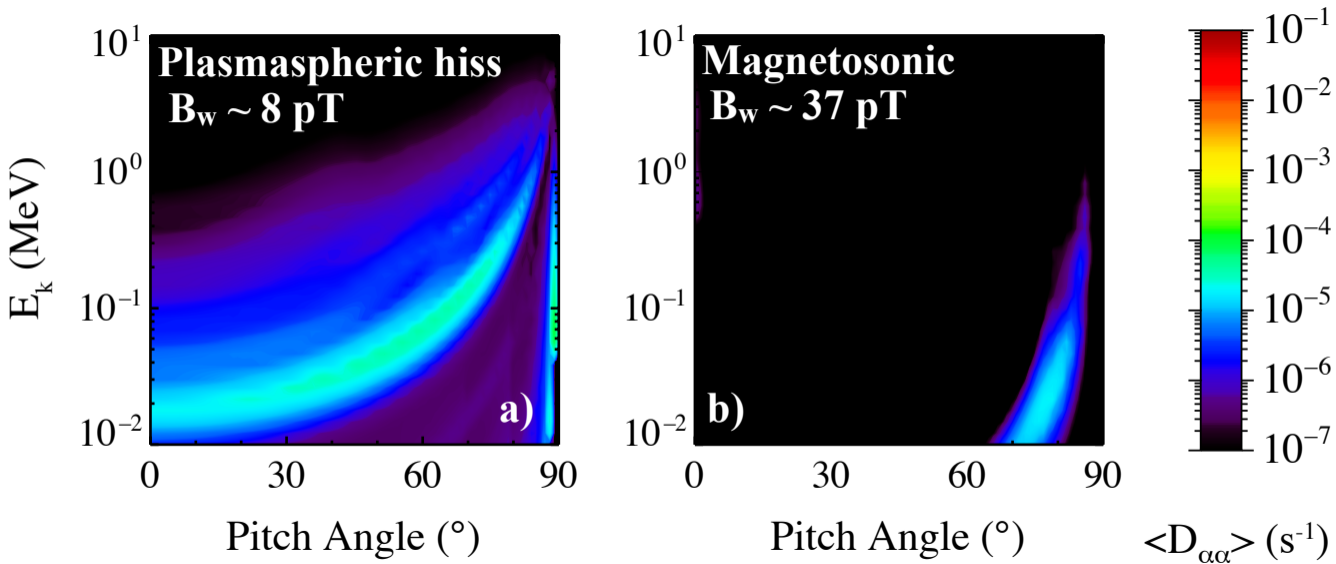 Plasmaspheric hiss
B_w ~ 8 pT
a)
10^1
10^0
10^-1
10^-2
E_k (MeV)
0 30 60 90
Pitch Angle (°)
Magnetosonic
B_w ~ 37 pT
b)
10^1
10^0
10^-1
10^-2
0 30 60 90
Pitch Angle (°)
10^-1
10^-2
10^-3
10^-4
10^-5
10^-6
10^-7
<D_αα> (s^-1)